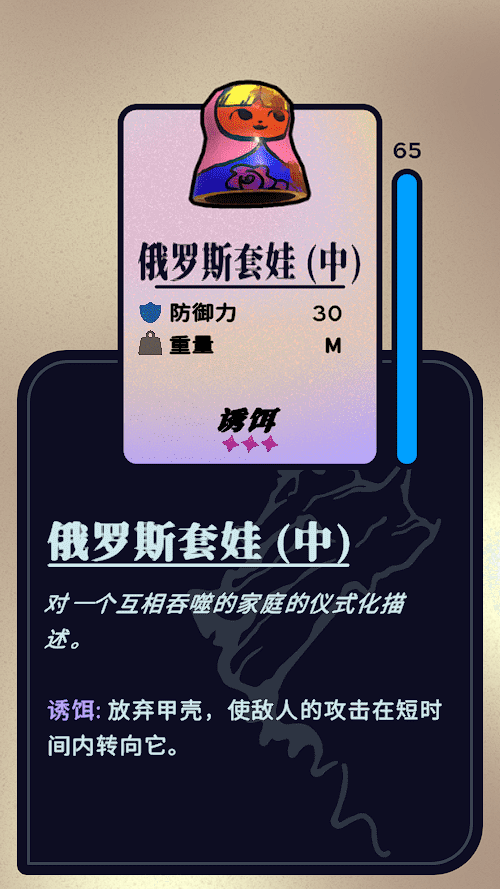 65
俄罗斯套娃 (中)
防御力 30
重量 M
诱饵
俄罗斯套娃 (中)
对一个互相吞噬的家庭的仪式化描
述。
诱饵: 放弃甲壳，使敌人的攻击在短时
间内转向它。